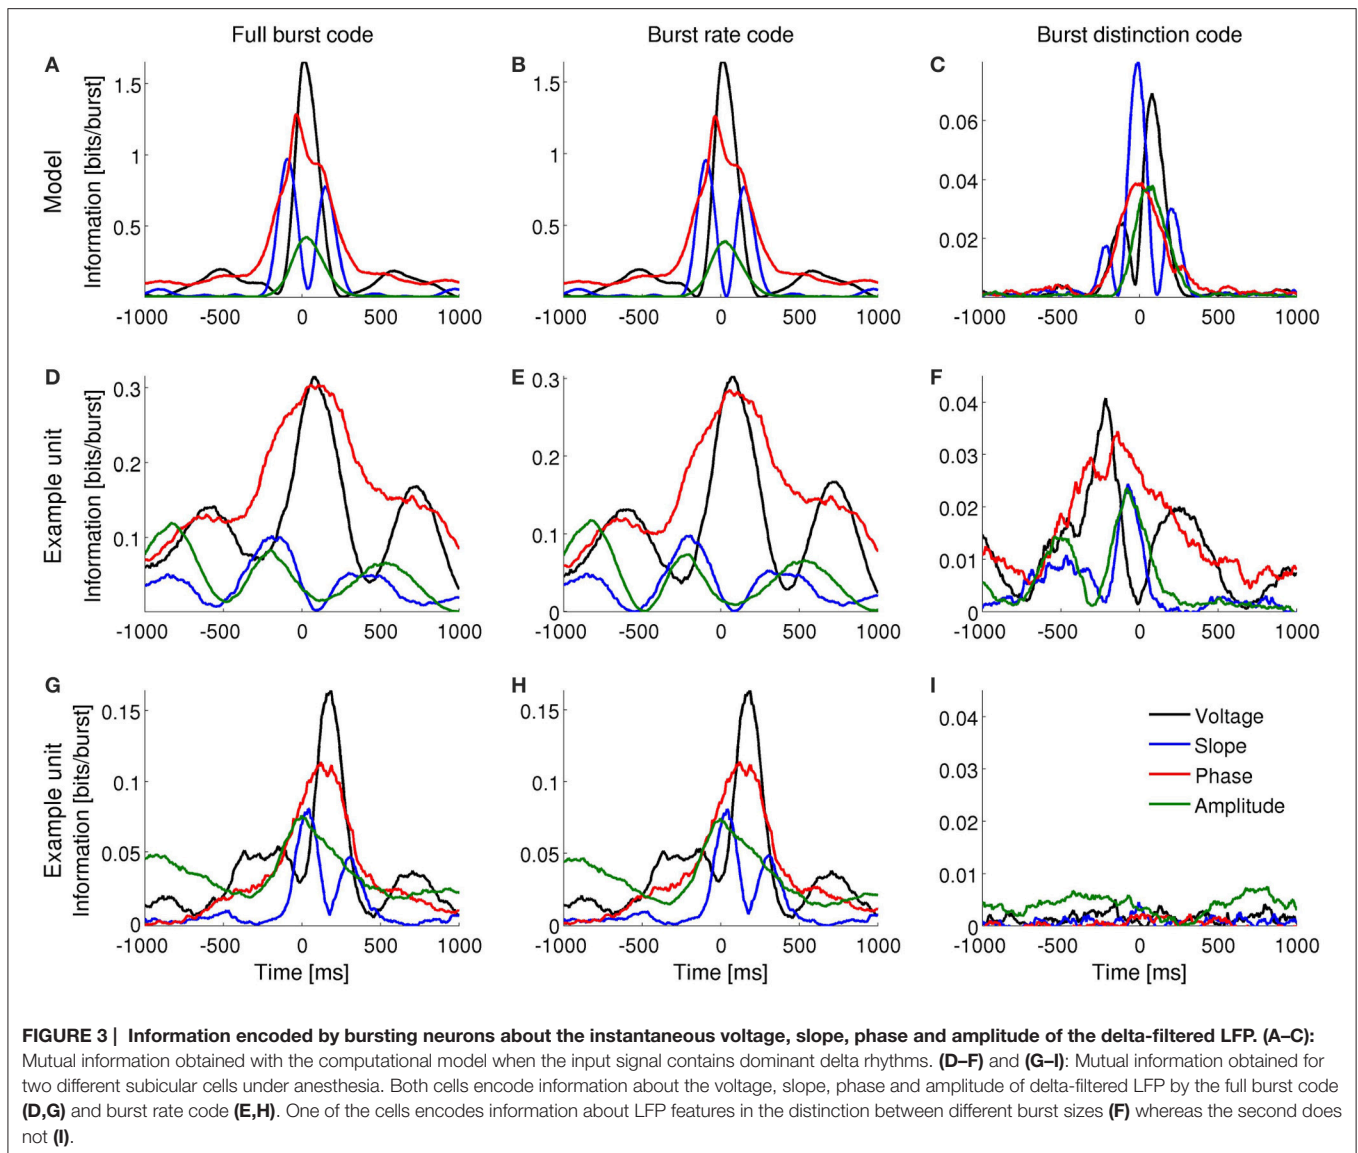 Full burst code
Burst rate code
Burst distinction code
A
B
C
Model
Information [bits/burst]
1.5
1
0.5
-1000 -500 0 500 1000
1.5
1
0.5
-1000 -500 0 500 1000
0.06
0.04
0.02
-1000 -500 0 500 1000
D
E
F
Example unit
Information [bits/burst]
0.3
0.2
0.1
-1000 -500 0 500 1000
0.3
0.2
0.1
0
-1000 -500 0 500 1000
0.04
0.03
0.02
0.01
0
-1000 -500 0 500 1000
G
H
I
Example unit
Information [bits/burst]
0.15
0.1
0.05
0
-1000 -500 0 500 1000
Time [ms]
0.15
0.1
0.05
0
-1000 -500 0 500 1000
Time [ms]
0.04
0.03
0.02
0.01
0
-1000 -500 0 500 1000
Time [ms]
Voltage
Slope
Phase
Amplitude
FIGURE 3 | Information encoded by bursting neurons about the instantaneous voltage, slope, phase and amplitude of the delta-filtered LFP. (A–C):
Mutual information obtained with the computational model when the input signal contains dominant delta rhythms. (D–F) and (G–I): Mutual information obtained for
two different subicular cells under anesthesia. Both cells encode information about the voltage, slope, phase and amplitude of delta-filtered LFP by the full burst code
(D,G) and burst rate code (E,H). One of the cells encodes information about LFP features in the distinction between different burst sizes (F) whereas the second does
not (I).